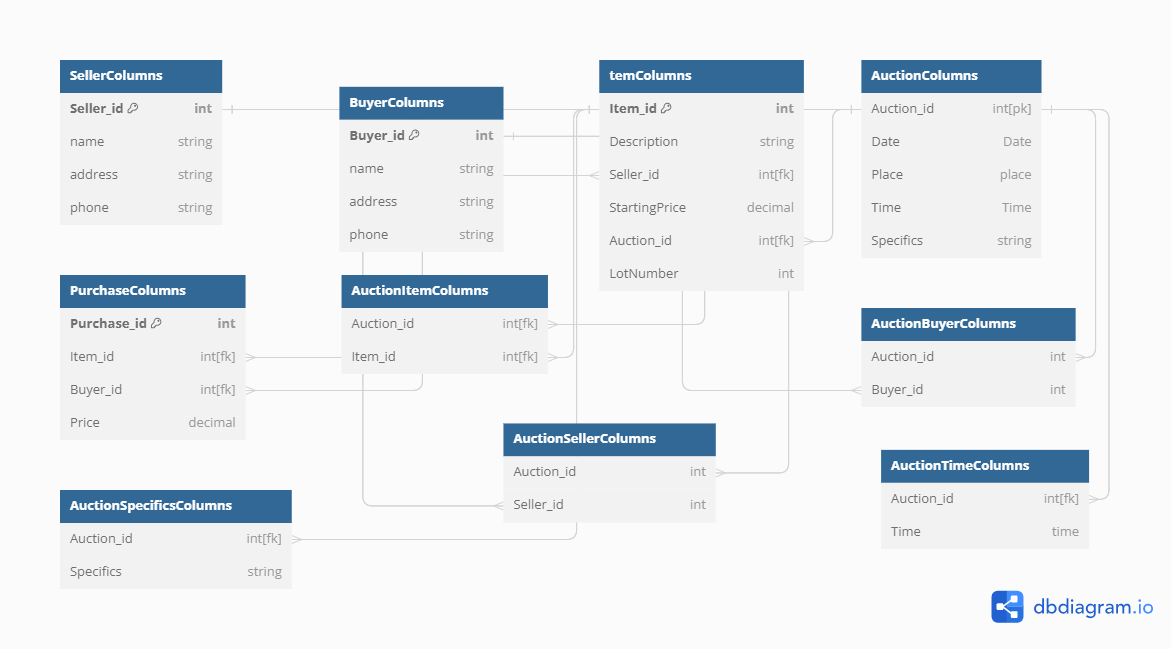 SellerColumns
Seller_id int
name string
address string
phone string
BuyerColumns
Buyer_id int
name string
address string
phone string
temColumns
Item_id int
Description string
Seller_id int[fk]
StartingPrice decimal
Auction_id int[fk]
LotNumber int
AuctionColumns
Auction_id int[pk]
Date Date
Place place
Time Time
Specifics string
PurchaseColumns
Purchase_id int
Item_id int[fk]
Buyer_id int[fk]
Price decimal
AuctionItemColumns
Auction_id int[fk]
Item_id int[fk]
AuctionBuyerColumns
Auction_id int
Buyer_id int
AuctionSellerColumns
Auction_id int
Seller_id int
AuctionTimeColumns
Auction_id int[fk]
Time time
AuctionSpecificsColumns
Auction_id int[fk]
Specifics string
dbdiagram.io